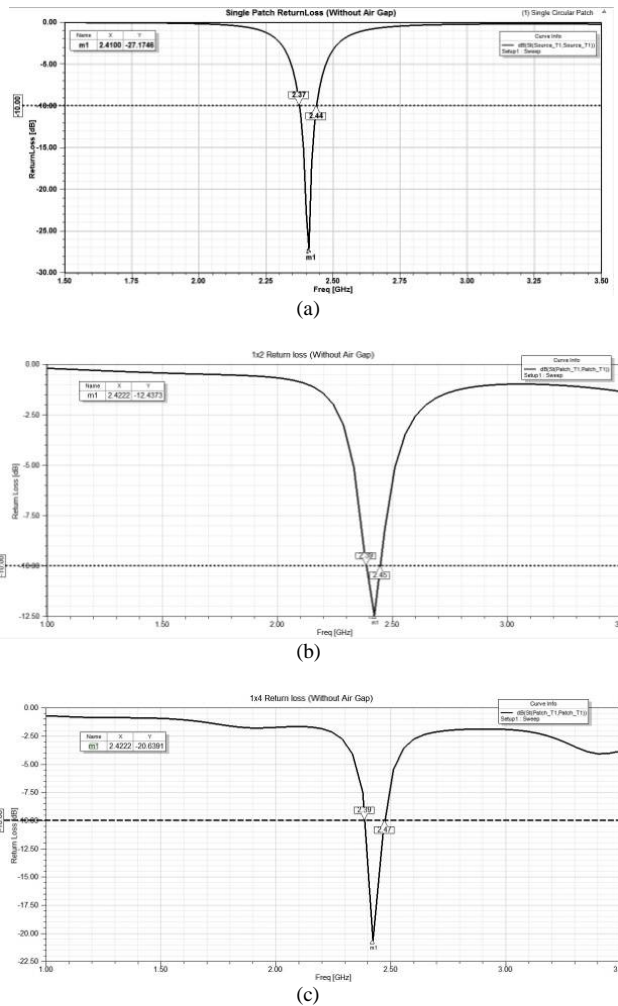 Single Patch ReturnLoss (Without Air Gap)
(1) Single Circular Patch
Name X Y
m1 2.4100 -27.1746
Curve Info
dB(St(Source_T1,Source_T1))
Setup1 : Sweep
0.00
-5.00
-10.00
-15.00
-20.00
-25.00
-30.00
2.37
2.44
m1
ReturnLoss [dB]
1.50 2.00 2.25 2.50 2.75 3.00 3.25 3.50
Freq [GHz]
(a)
1x2 Return loss (Without Air Gap)
Name X Y
m1 2.4222 -12.4373
Curve Info
dB(St(Patch_T1,Patch_T1))
Setup1 : Sweep
0.00
-2.50
-5.00
-7.50
-10.00
-12.50
2.39
2.45
m1
Return Loss [dB]
1.00 1.50 2.00 2.50 3.00
Freq [GHz]
(b)
1x4 Return loss (Without Air Gap)
Name X Y
m1 2.4222 -20.6391
Curve Info
dB(St(Patch_T1,Patch_T1))
Setup1 : Sweep
0.00
-2.50
-5.00
-7.50
-10.00
-12.50
-15.00
-17.50
-20.00
-22.50
2.39
2.47
m1
Return Loss [dB]
1.00 1.50 2.00 2.50 3.00
Freq [GHz]
(c)